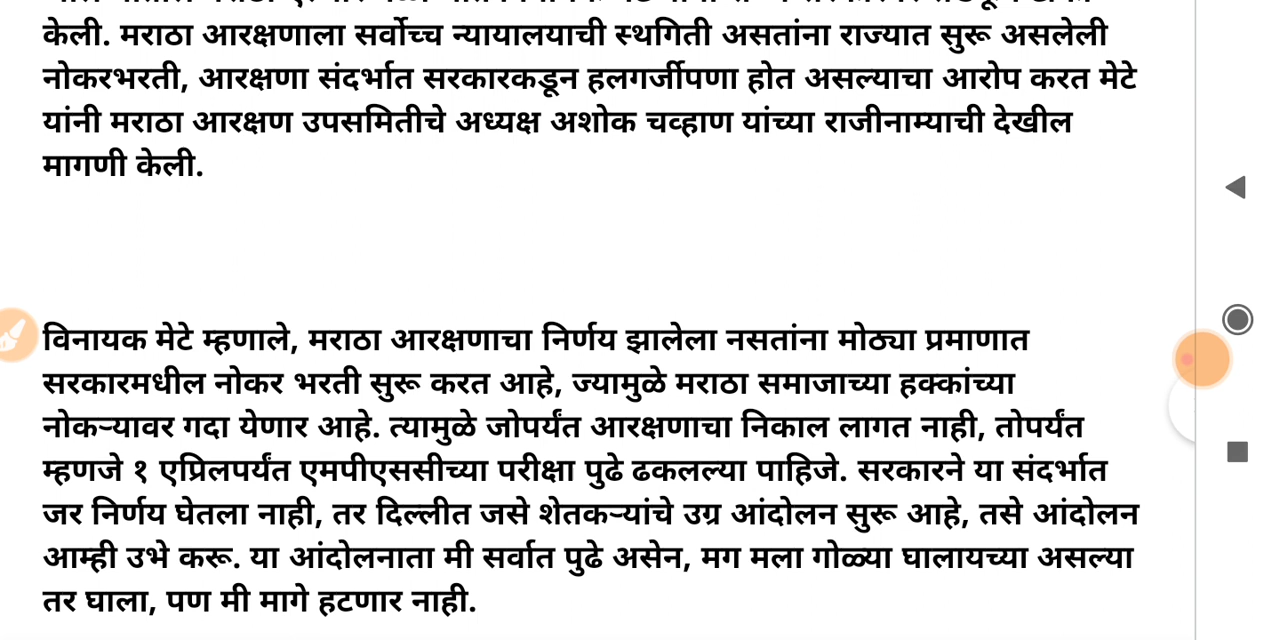 केली. मराठा आरक्षणाला सर्वोच्च न्यायालयाची स्थगिती असतांना राज्यात सुरू असलेली
नोकरभरती, आरक्षणा संदर्भात सरकारकडून हलगर्जीपणा होत असल्याचा आरोप करत मेटे
यांनी मराठा आरक्षण उपसमितीचे अध्यक्ष अशोक चव्हाण यांच्या राजीनाम्याची देखील
मागणी केली.
विनायक मेटे म्हणाले, मराठा आरक्षणाचा निर्णय झालेला नसतांना मोठ्या प्रमाणात
सरकारमधील नोकर भरती सुरू करत आहे, ज्यामुळे मराठा समाजाच्या हक्कांच्या
नोकऱ्यावर गदा येणार आहे. त्यामुळे जोपर्यंत आरक्षणाचा निकाल लागत नाही, तोपर्यंत
म्हणजे १ एप्रिलपर्यंत एमपीएससीच्या परीक्षा पुढे ढकलल्या पाहिजे. सरकारने या संदर्भात
जर निर्णय घेतला नाही, तर दिल्लीत जसे शेतकऱ्यांचे उग्र आंदोलन सुरू आहे, तसे आंदोलन
आम्ही उभे करू. या आंदोलनाता मी सर्वात पुढे असेन, मग मला गोळ्या घालायच्या असल्या
तर घाला, पण मी मागे हटणार नाही.